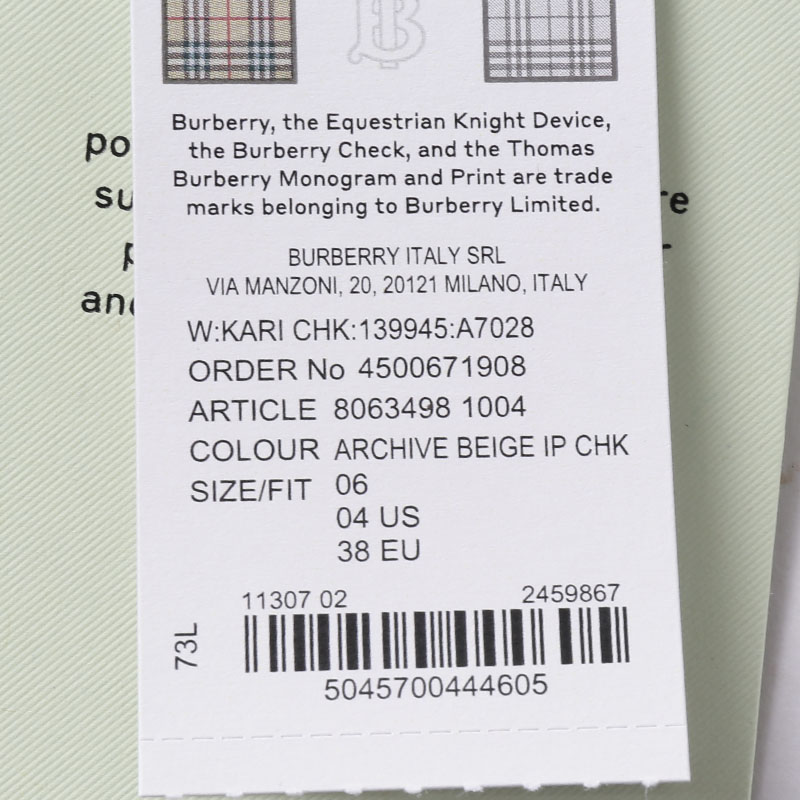 Burberry, the Equestrian Knight Device,
the Burberry Check, and the Thomas
Burberry Monogram and Print are trade
marks belonging to Burberry Limited.
BURBERRY ITALY SRL
VIA MANZONI, 20, 20121 MILANO, ITALY
W:KARI CHK:139945:A7028
ORDER No 4500671908
ARTICLE 8063498 1004
COLOUR ARCHIVE BEIGE IP CHK
SIZE/FIT 06
04 US
38 EU
11307 02 2459867
73L
5045700444605